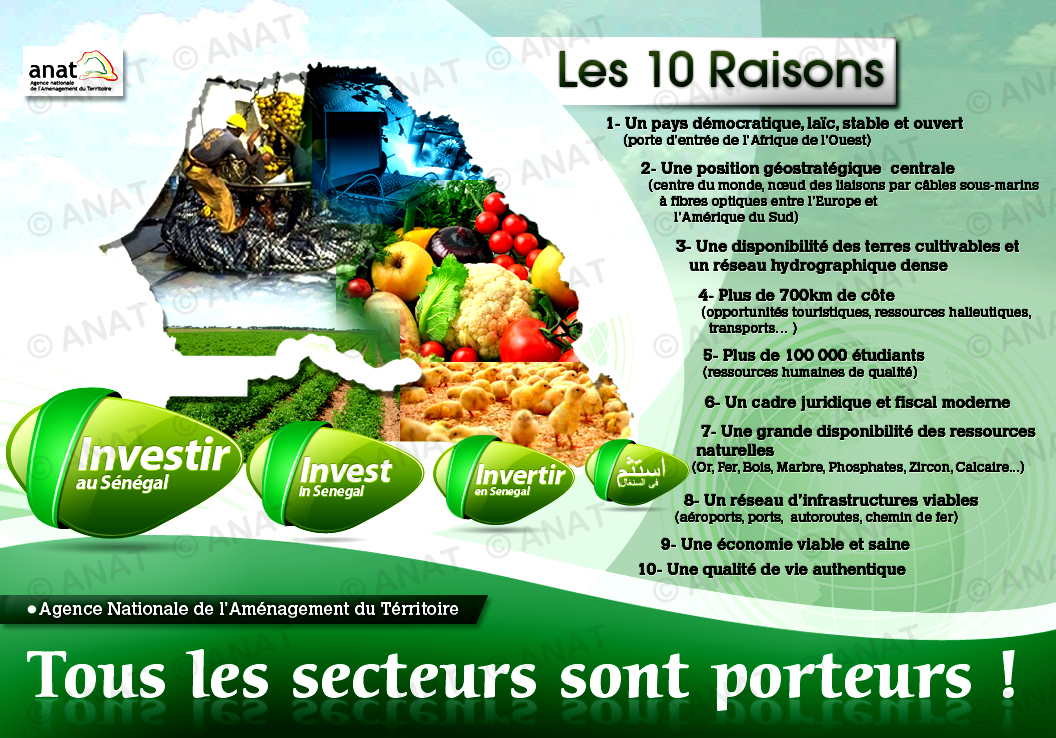 anat
Agence nationale
de l'Amenagement du Territoire
Les 10 Raisons
1- Un pays démocratique, laïc, stable et ouvert
(porte d'entrée de l'Afrique de l'Ouest)
2- Une position géostratégique centrale
(centre du monde, nœud des liaisons par câbles sous-marins
à fibres optiques entre l'Europe et
l'Amérique du Sud)
3- Une disponibilité des terres cultivables et
un réseau hydrographique dense
4- Plus de 700km de côte
(opportunités touristiques, ressources halieutiques,
transports... )
5- Plus de 100 000 étudiants
(ressources humaines de qualité)
6- Un cadre juridique et fiscal moderne
7- Une grande disponibilité des ressources
naturelles
(Or, Fer, Bois, Marbre, Phosphates, Zircon, Calcaire...)
8- Un réseau d'infrastructures viables
(aéroports, ports, autoroutes, chemin de fer)
9- Une économie viable et saine
10- Une qualité de vie authentique
Investir
au Sénégal
Invest
in Senegal
Invertir
en Senegal
في السنغال
• Agence Nationale de l'Aménagement du Térritoire
Tous les secteurs sont porteurs !
© ANAT